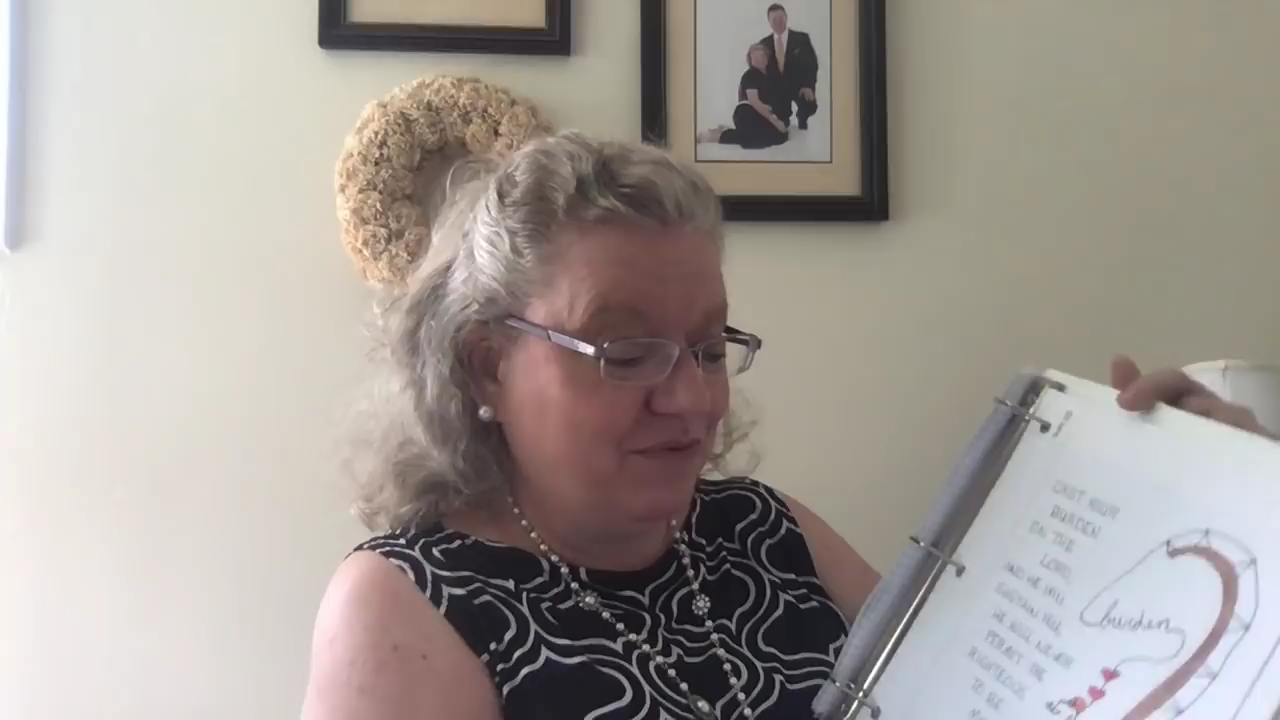 CAST YOUR
BURDEN
ON THE
LORD,
AND HE WILL
SUSTAIN YOU;
HE WILL NEVER
PERMIT THE
RIGHTEOUS
TO BE
burden